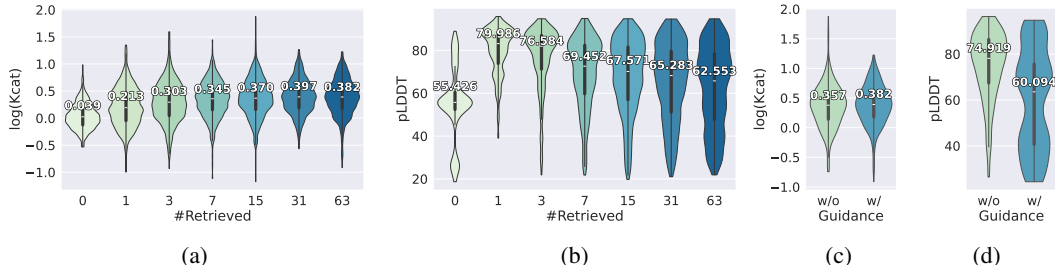 2.0
1.5
1.0
0.5
0.0
−0.5
−1.0
log(Kcat)
0.039
0.213
0.303
0.345
0.370
0.397
0.382
0 1 3 7 15 31 63
#Retrieved
(a)
80
60
40
20
pLDDT
55.426
79.986
76.584
69.452
67.571
65.283
62.553
0 1 3 7 15 31 63
#Retrieved
(b)
2.0
1.5
1.0
0.5
0.0
−0.5
−1.0
log(Kcat)
0.357
0.382
w/o w/
Guidance
(c)
80
60
40
pLDDT
74.919
60.094
w/o w/
Guidance
(d)